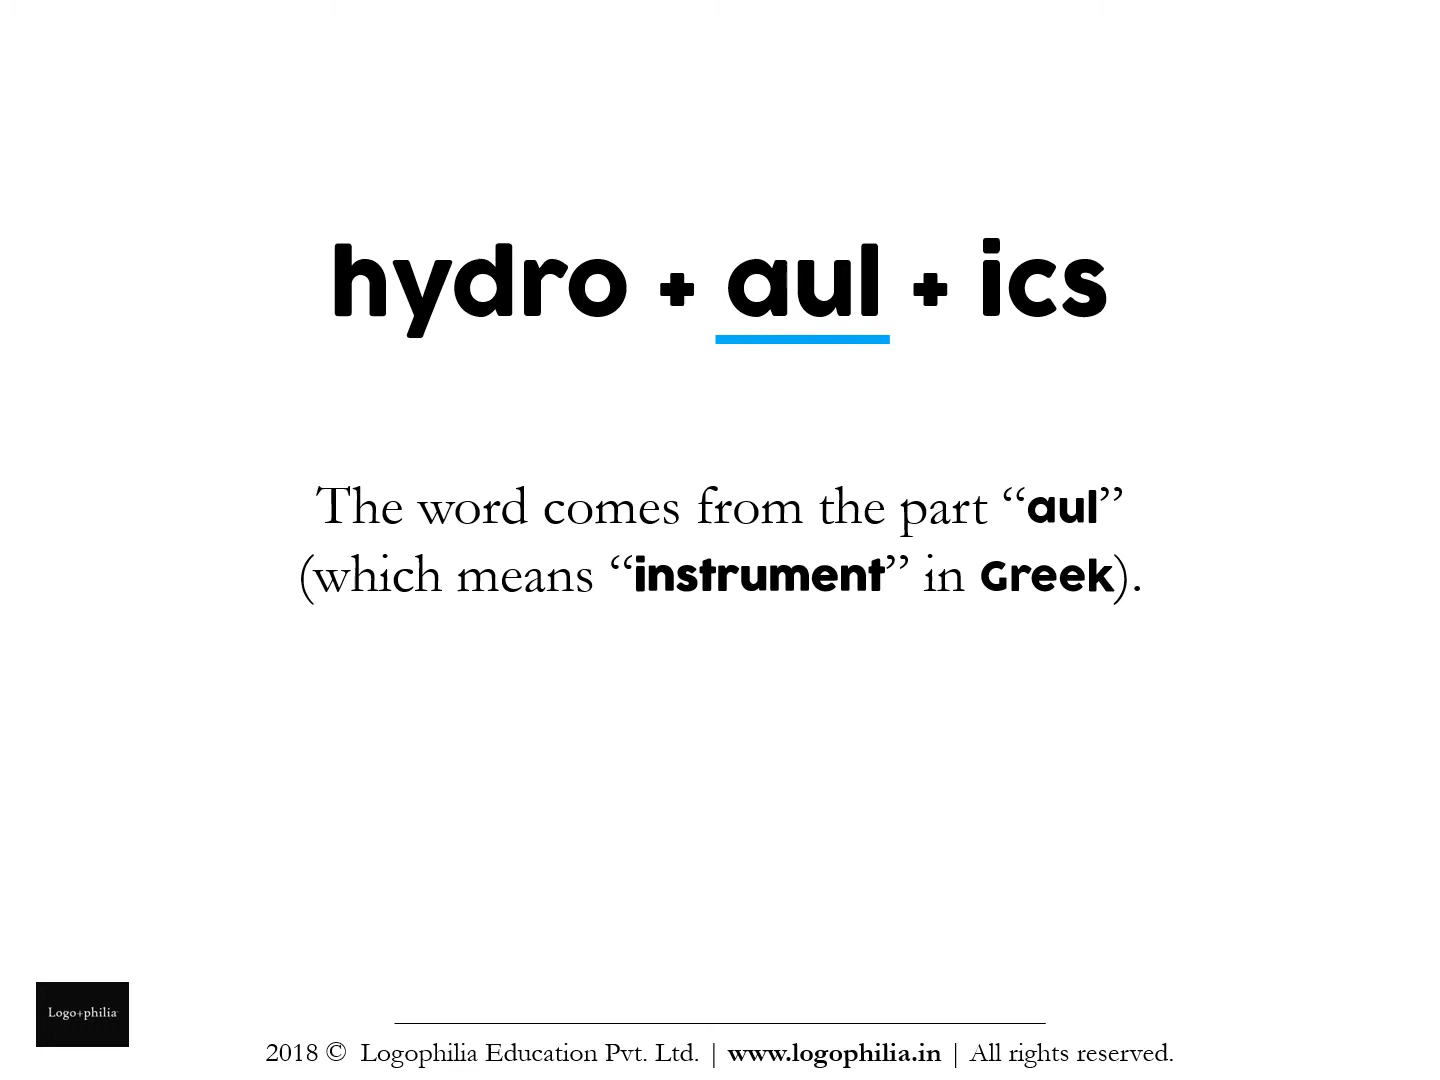 hydro + aul + ics
The word comes from the part “aul”
(which means “instrument” in Greek).
Logo+philia
2018 © Logophilia Education Pvt. Ltd. | www.logophilia.in | All rights reserved.